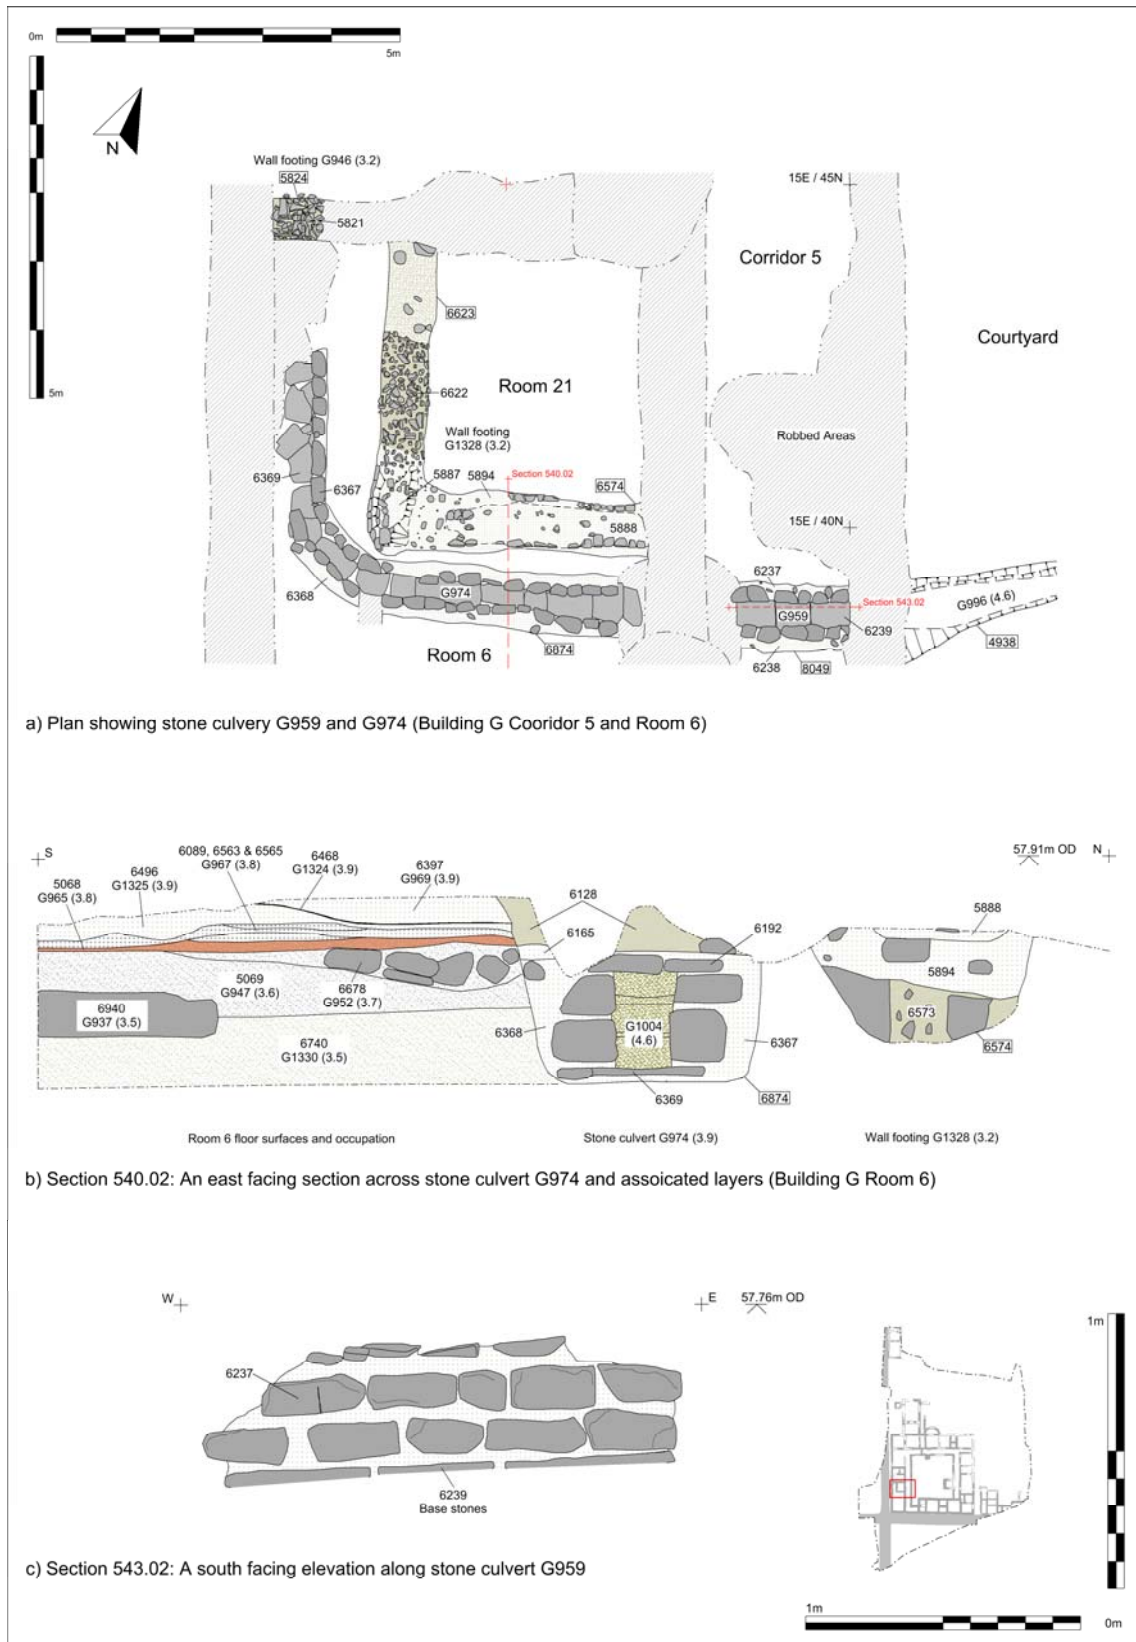 0m
5m
5m
N
Wall footing G946 (3.2)
5824
5821
15E / 45N
Corridor 5
6623
Courtyard
Room 21
6622
Wall footing
G1328 (3.2)
Robbed Areas
5887
5894
Section 540.02
6574
6369
6367
5888
15E / 40N
6237
6368
G974
G959
Section 543.02
G996 (4.6)
6239
4938
Room 6
6874
6238
8049
a) Plan showing stone culvery G959 and G974 (Building G Cooridor 5 and Room 6)
S
6089, 6563 & 6565
G967 (3.8)
6468
G1324 (3.9)
6397
G969 (3.9)
57.91m OD
N
6496
G1325 (3.9)
5068
G965 (3.8)
6128
5888
6165
6192
5069
G947 (3.6)
6678
G952 (3.7)
5894
6940
G937 (3.5)
6573
6740
G1330 (3.5)
6368
G1004
(4.6)
6367
6574
6369
6874
Room 6 floor surfaces and occupation
Stone culvert G974 (3.9)
Wall footing G1328 (3.2)
b) Section 540.02: An east facing section across stone culvert G974 and assoicated layers (Building G Room 6)
W
E
57.76m OD
1m
6237
6239
Base stones
c) Section 543.02: A south facing elevation along stone culvert G959
1m
0m